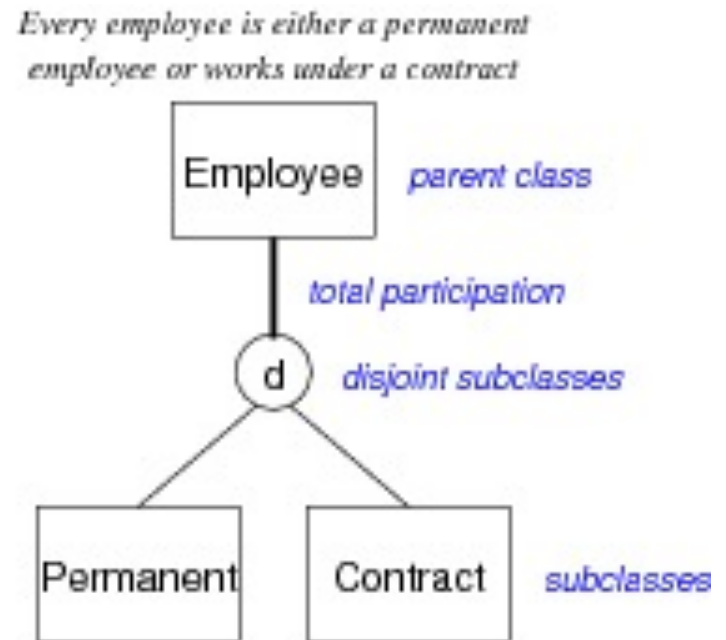 Every employee is either a permanent
employee or works under a contract
Employee
parent class
total participation
d
disjoint subclasses
Permanent
Contract
subclasses